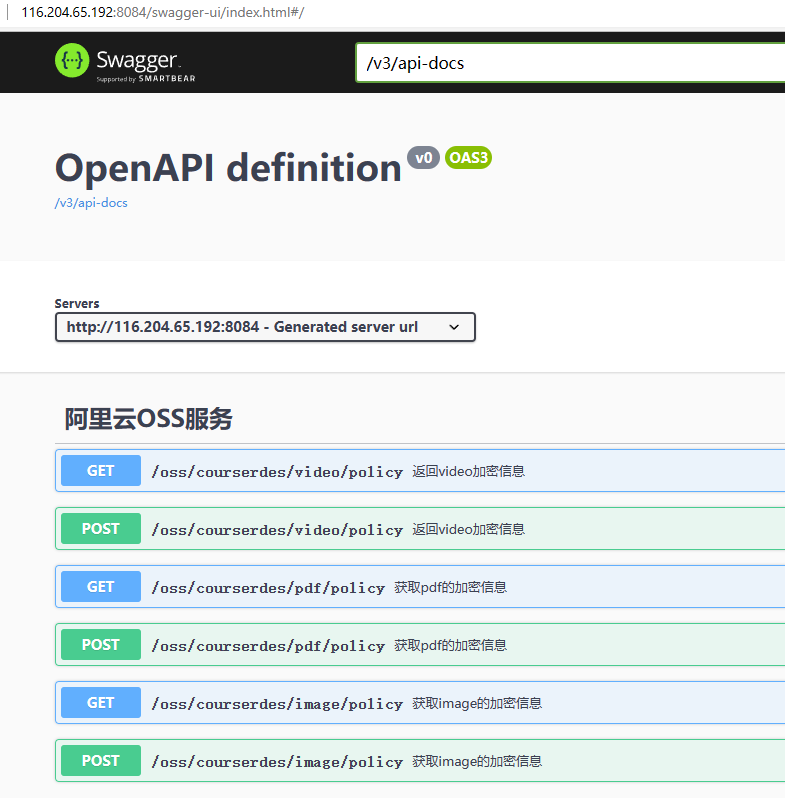 116.204.65.192:8084/swagger-ui/index.html#/
Swagger.
Supported by SMARTBEAR
/v3/api-docs
OpenAPI definition v0 OAS3
/v3/api-docs
Servers
http://116.204.65.192:8084 - Generated server url
阿里云OSS服务
GET /oss/courserdes/video/policy 返回video加密信息
POST /oss/courserdes/video/policy 返回video加密信息
GET /oss/courserdes/pdf/policy 获取pdf的加密信息
POST /oss/courserdes/pdf/policy 获取pdf的加密信息
GET /oss/courserdes/image/policy 获取image的加密信息
POST /oss/courserdes/image/policy 获取image的加密信息